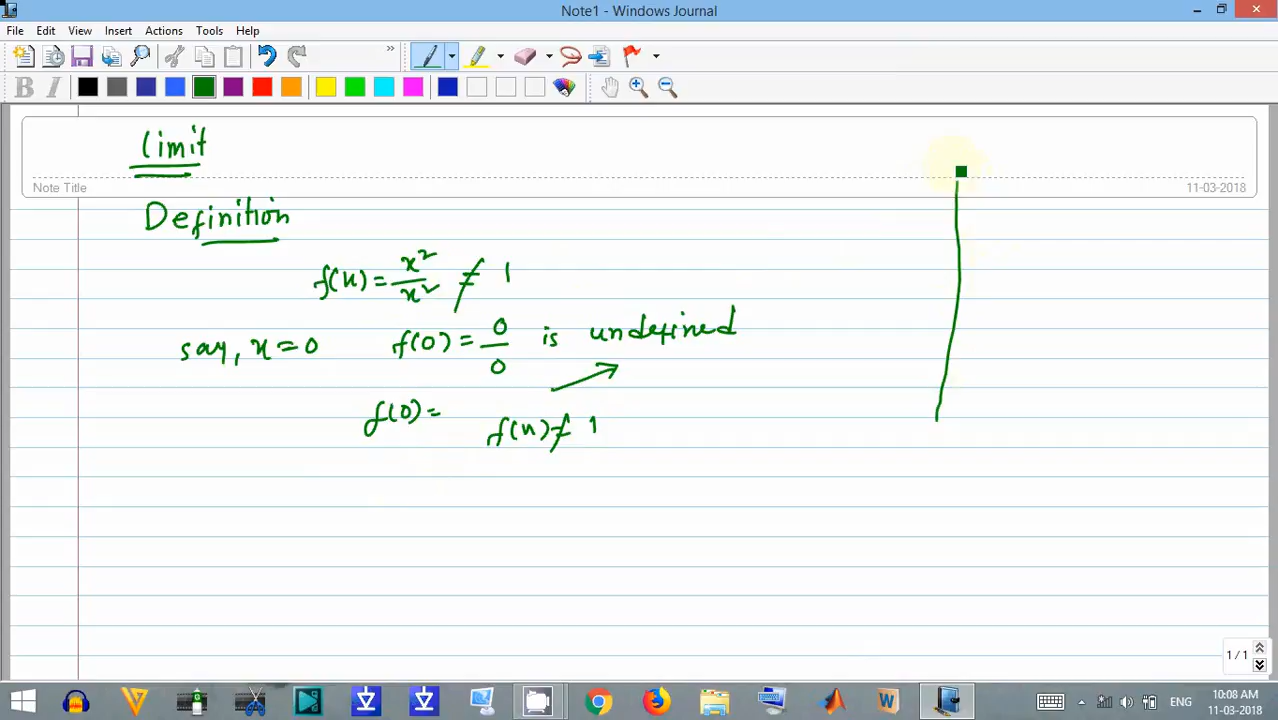 Note1 - Windows Journal
File Edit View Insert Actions Tools Help
B I
limit
Note Title
11-03-2018
Definition
f(x) = x²/x² ≠ 1
say, x = 0 f(0) = 0/0 is undefined
f(0) =
f(x) ≠ 1
1 / 1
ENG
10:08 AM
11-03-2018